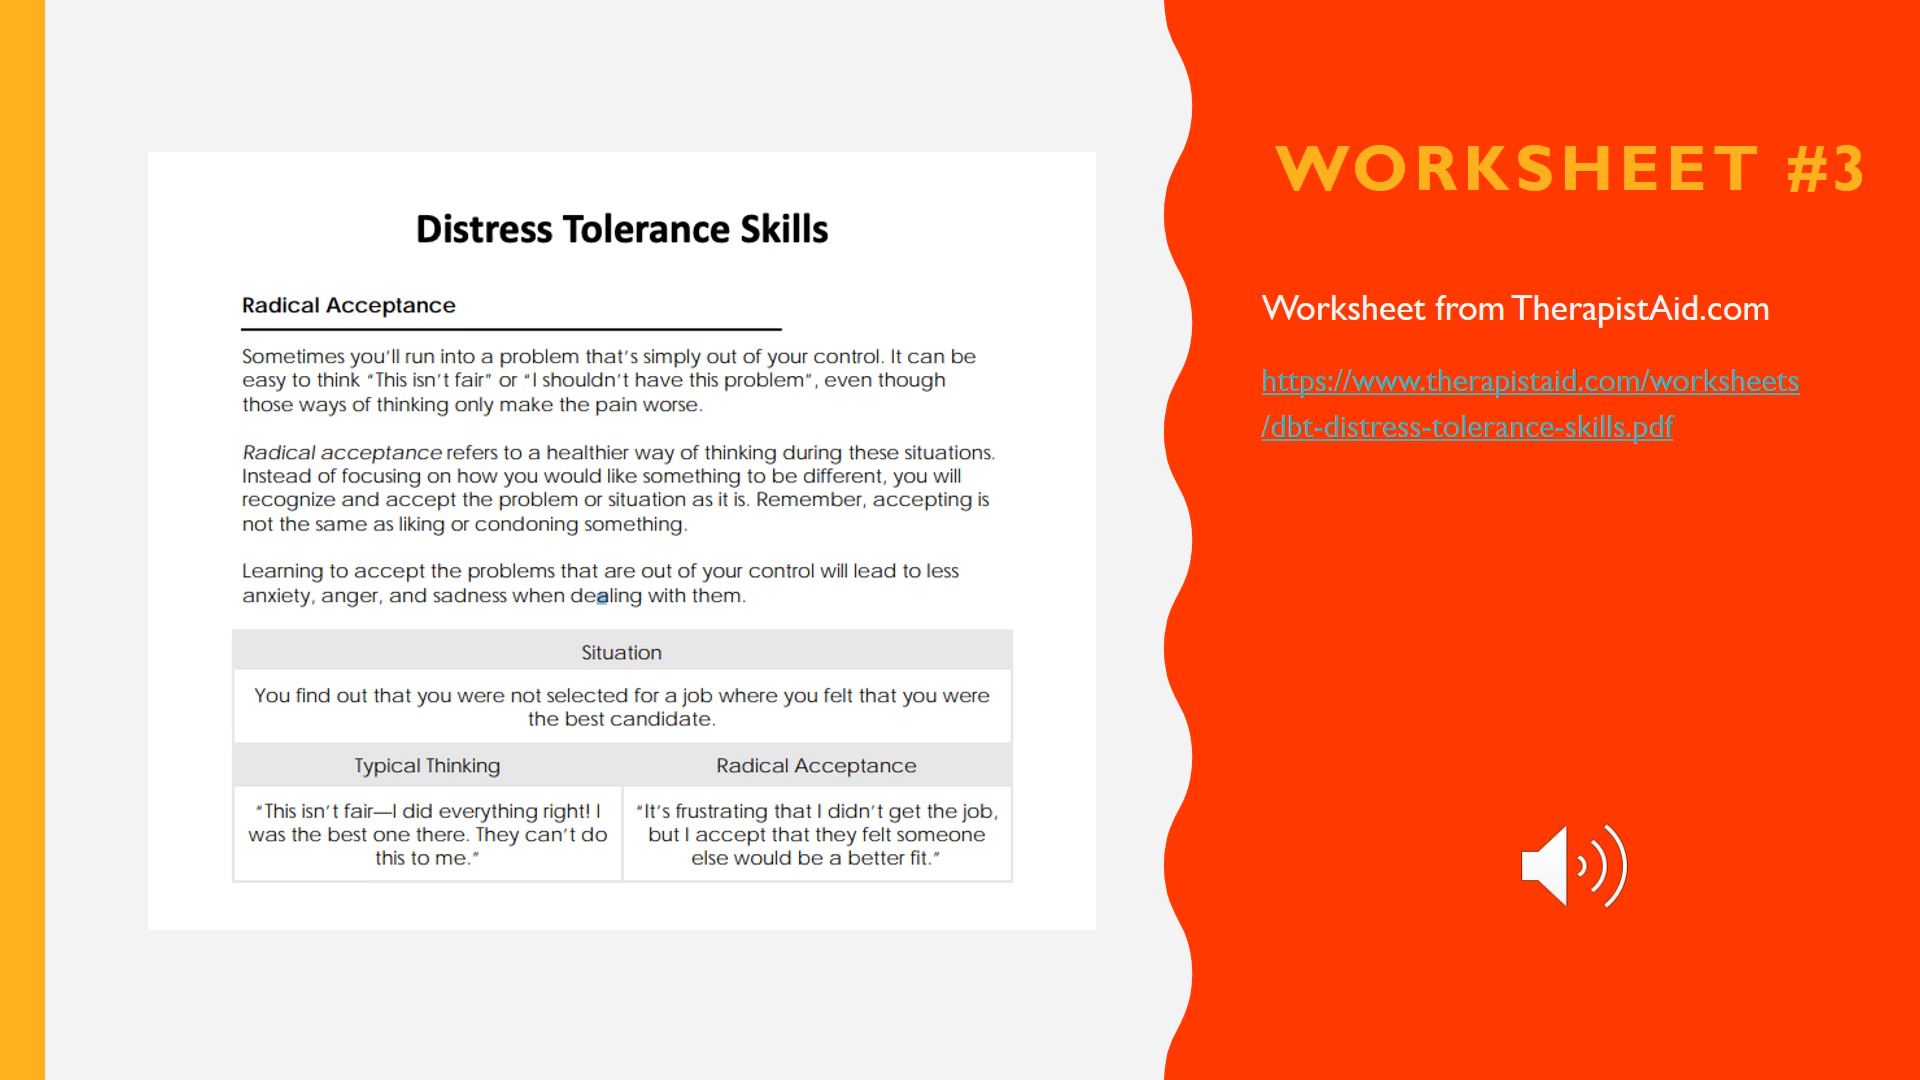 Distress Tolerance Skills
Radical Acceptance
Sometimes you'll run into a problem that's simply out of your control. It can be
easy to think “This isn't fair” or “I shouldn't have this problem”, even though
those ways of thinking only make the pain worse.
Radical acceptance refers to a healthier way of thinking during these situations.
Instead of focusing on how you would like something to be different, you will
recognize and accept the problem or situation as it is. Remember, accepting is
not the same as liking or condoning something.
Learning to accept the problems that are out of your control will lead to less
anxiety, anger, and sadness when dealing with them.
Situation
You find out that you were not selected for a job where you felt that you were
the best candidate.
Typical Thinking
“This isn't fair—I did everything right! I
was the best one there. They can't do
this to me.”
Radical Acceptance
“It's frustrating that I didn't get the job,
but I accept that they felt someone
else would be a better fit.”
WORKSHEET #3
Worksheet from TherapistAid.com
https://www.therapistaid.com/worksheets
/dbt-distress-tolerance-skills.pdf